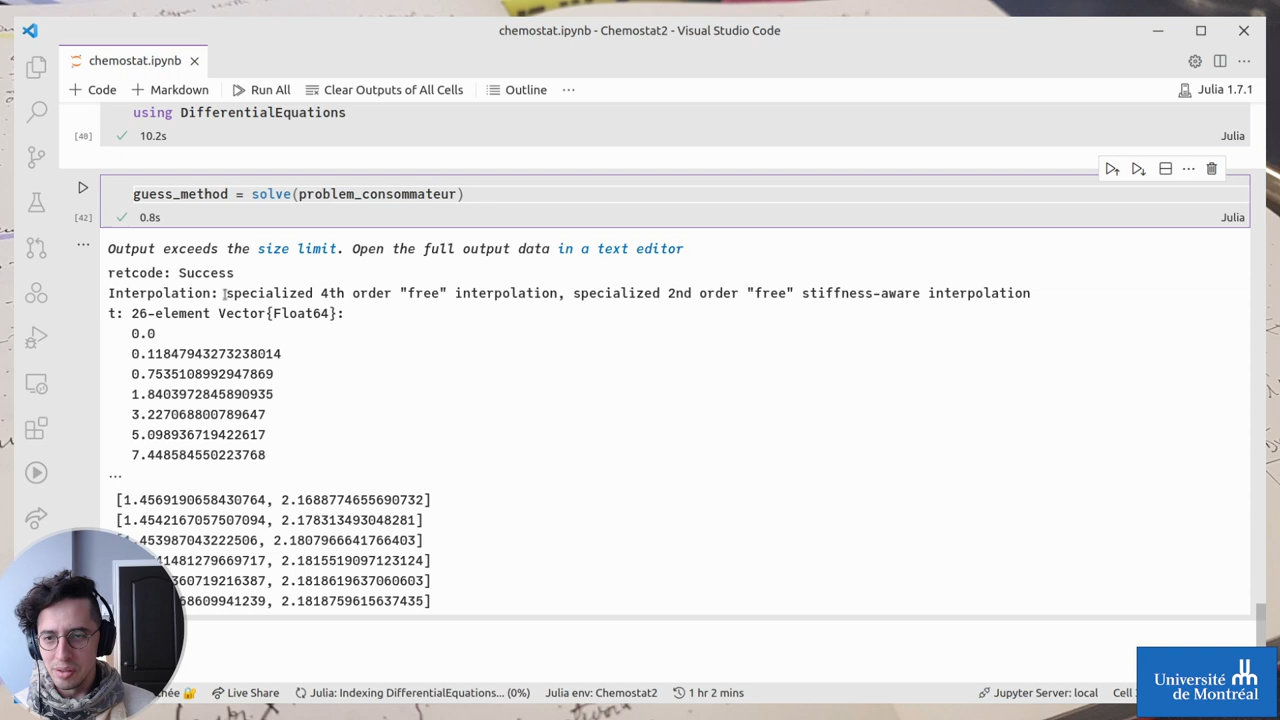 chemostat.ipynb - Chemostat2 - Visual Studio Code
chemostat.ipynb
Code Markdown Run All Clear Outputs of All Cells Outline ... Julia 1.7.1
using DifferentialEquations
[40] 10.2s Julia
guess_method = solve(problem_consommateur)
[42] 0.8s Julia
Output exceeds the size limit. Open the full output data in a text editor
retcode: Success
Interpolation: specialized 4th order "free" interpolation, specialized 2nd order "free" stiffness-aware interpolation
t: 26-element Vector{Float64}:
0.0
0.11847943273238014
0.7535108992947869
1.8403972845890935
3.227068800789647
5.098936719422617
7.448584550223768
...
[1.4569190658430764, 2.1688774655690732]
[1.4542167057507094, 2.178313493048281]
.453987043222506, 2.1807966641766403]
41481279669717, 2.1815519097123124]
360719216387, 2.1818619637060603]
68609941239, 2.1818759615637435]
Live Share Julia: Indexing DifferentialEquations... (0%) Julia env: Chemostat2 1 hr 2 mins Jupyter Server: local Cell
Université
de Montréal